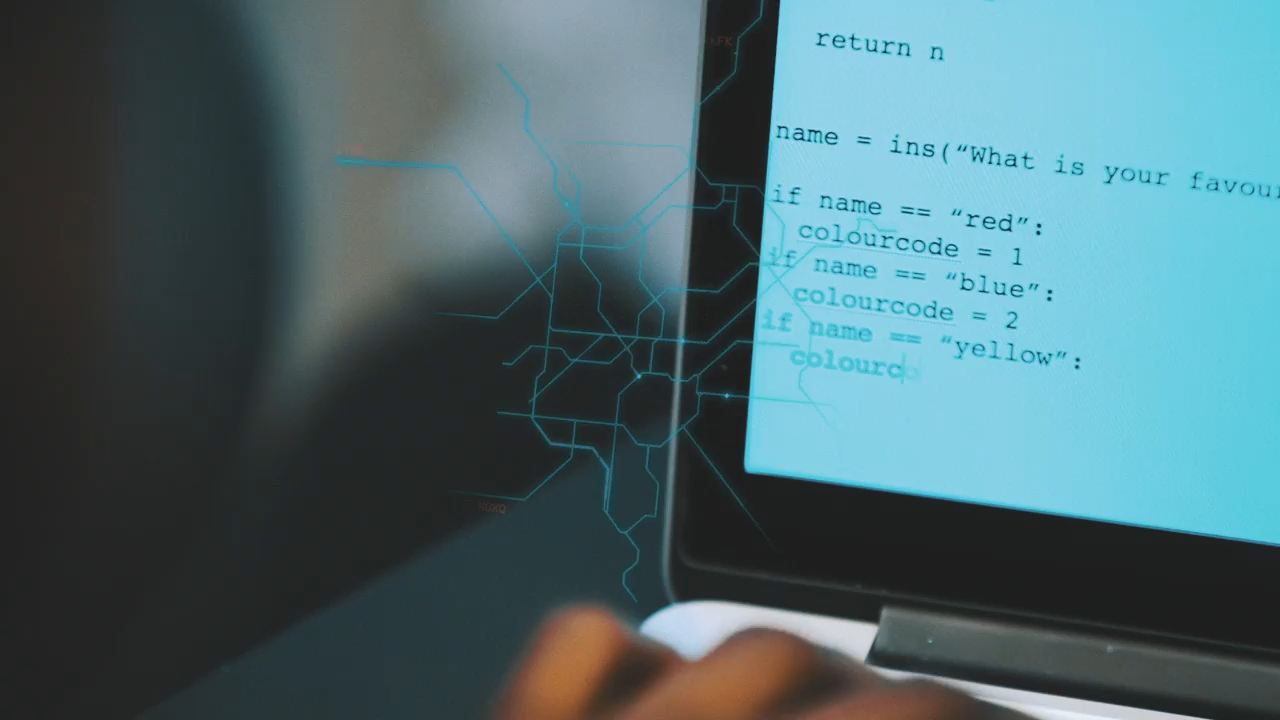 return n
name = ins(“What is your favour
if name == “red”:
colourcode = 1
if name == “blue”:
colourcode = 2
if name == “yellow”:
colourc